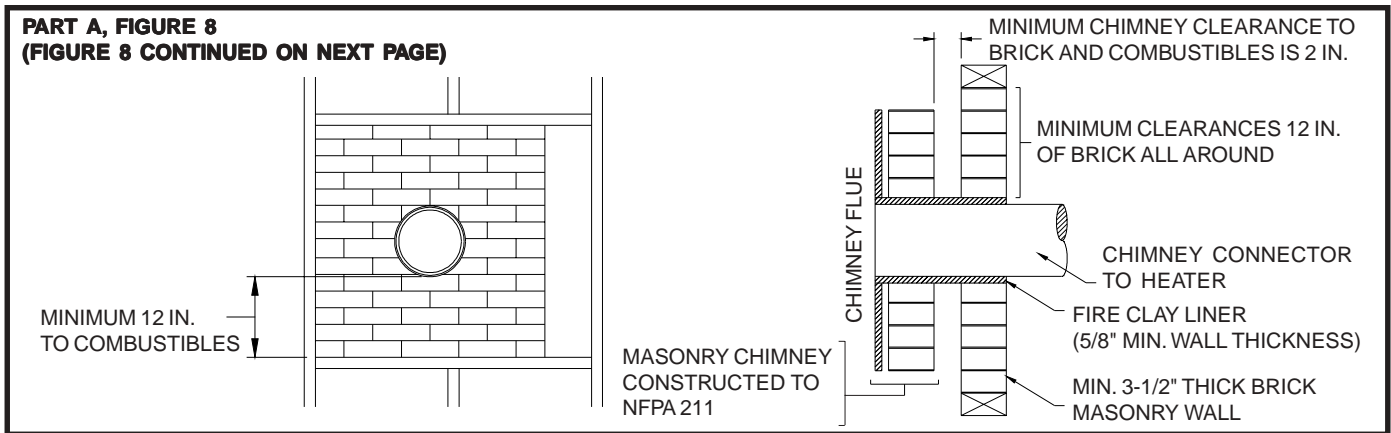 PART A, FIGURE 8
(FIGURE 8 CONTINUED ON NEXT PAGE)
MINIMUM 12 IN.
TO COMBUSTIBLES
MINIMUM CHIMNEY CLEARANCE TO
BRICK AND COMBUSTIBLES IS 2 IN.
MINIMUM CLEARANCES 12 IN.
OF BRICK ALL AROUND
CHIMNEY FLUE
CHIMNEY CONNECTOR
TO HEATER
FIRE CLAY LINER
(5/8" MIN. WALL THICKNESS)
MASONRY CHIMNEY
CONSTRUCTED TO
NFPA 211
MIN. 3-1/2" THICK BRICK
MASONRY WALL